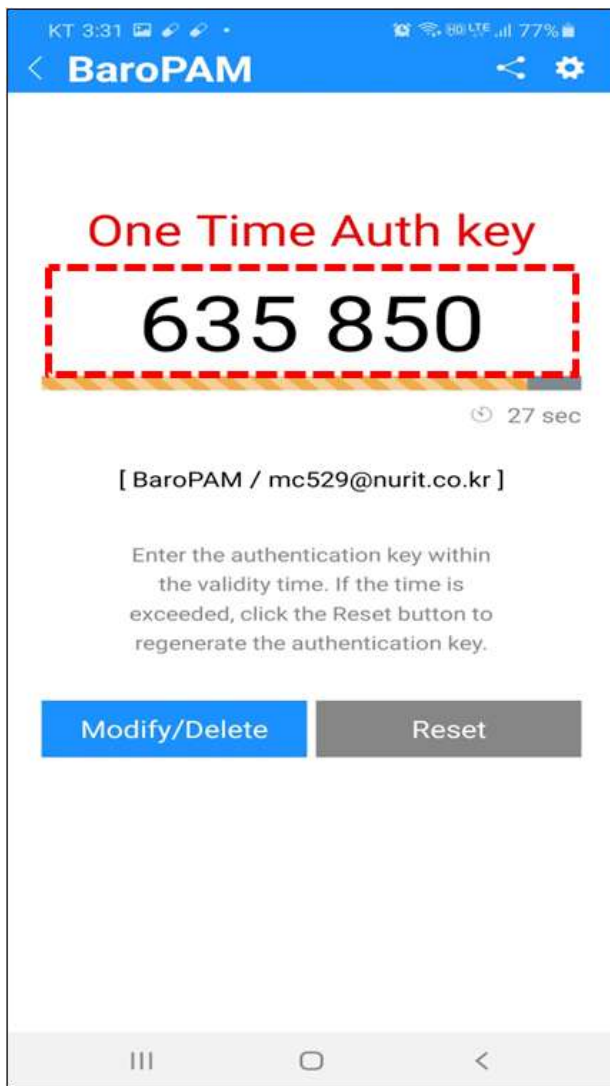 KT 3:31
HD LTE 77%
BaroPAM
One Time Auth key
635 850
27 sec
[ BaroPAM / mc529@nurit.co.kr ]
Enter the authentication key within
the validity time. If the time is
exceeded, click the Reset button to
regenerate the authentication key.
Modify/Delete
Reset